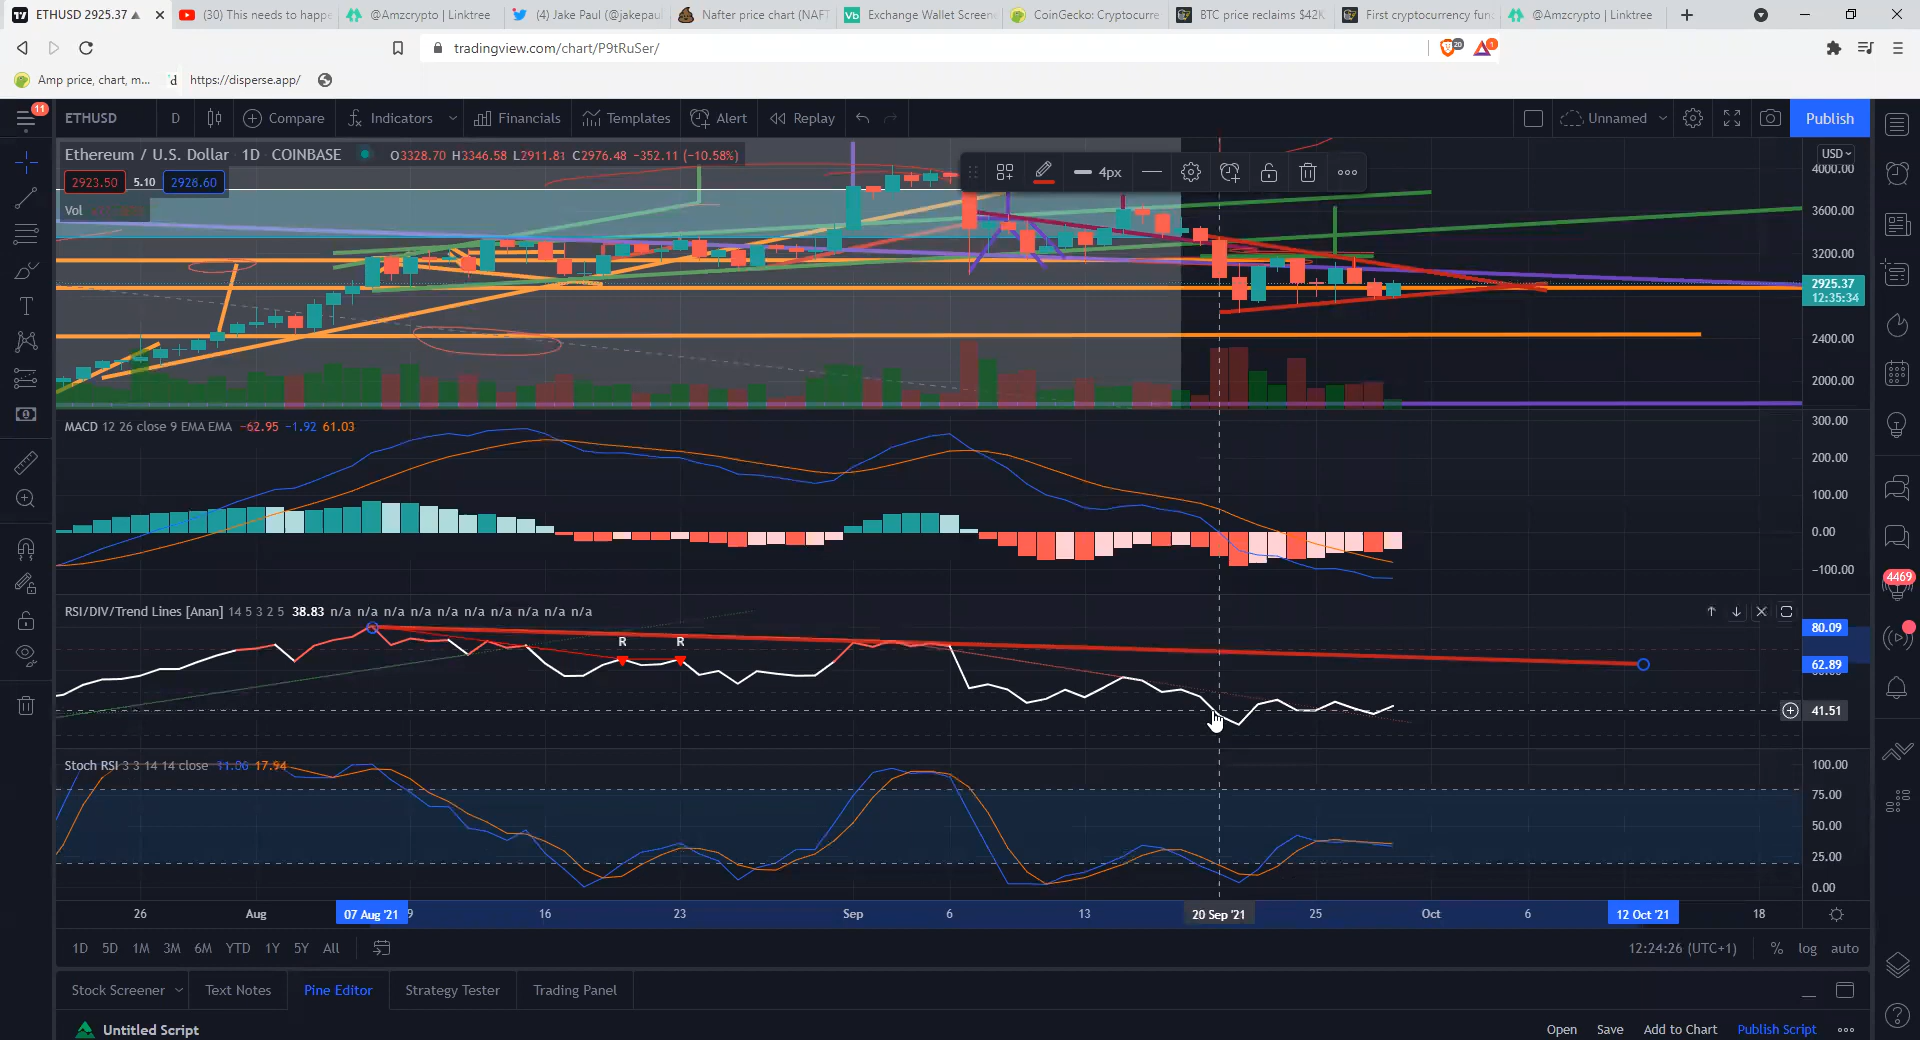 ETHUSD 2925.37 ▲
(30) This needs to happe
@Amzcrypto | Linktree
(4) Jake Paul (@jakepaul
Nafter price chart (NAFT
Exchange Wallet Screene
CoinGecko: Cryptocurre
BTC price reclaims $42K
First cryptocurrency fun
@Amzcrypto | Linktree
tradingview.com/chart/P9tRuSer/
20
1
Amp price, chart, m...
d https://disperse.app/
11
ETHUSD D Compare Indicators Financials Templates Alert Replay Unnamed Publish
Ethereum / U.S. Dollar 1D COINBASE O3328.70 H3346.58 L2911.81 C2976.48 −352.11 (−10.58%)
2923.50 5.10 2928.60
Vol
4px
USD
4000.00
3600.00
3200.00
2925.37
12:35:34
2400.00
2000.00
MACD 12 26 close 9 EMA EMA −62.95 −1.92 61.03
300.00
200.00
100.00
0.00
−100.00
RSI/DIV/Trend Lines [Anan] 14 5 3 2 5 38.83 n/a n/a n/a n/a n/a n/a n/a n/a n/a n/a
R R
80.09
62.89
41.51
4469
Stoch RSI 3 3 14 14 close 17.94
100.00
75.00
50.00
25.00
0.00
26 Aug 07 Aug '21 9 16 23 Sep 6 13 20 Sep '21 25 Oct 6 12 Oct '21 18
1D 5D 1M 3M 6M YTD 1Y 5Y All 12:24:26 (UTC+1) % log auto
Stock Screener Text Notes Pine Editor Strategy Tester Trading Panel
Untitled Script Open Save Add to Chart Publish Script